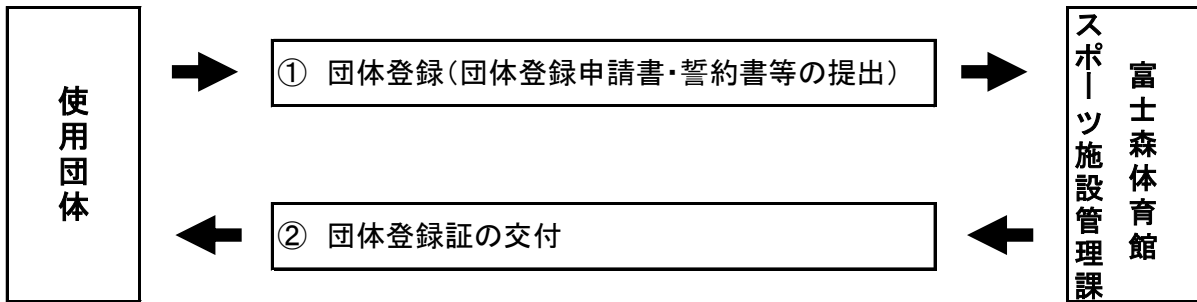 使用団体
① 団体登録(団体登録申請書・誓約書等の提出)
② 団体登録証の交付
富士森体育館
スポーツ施設管理課